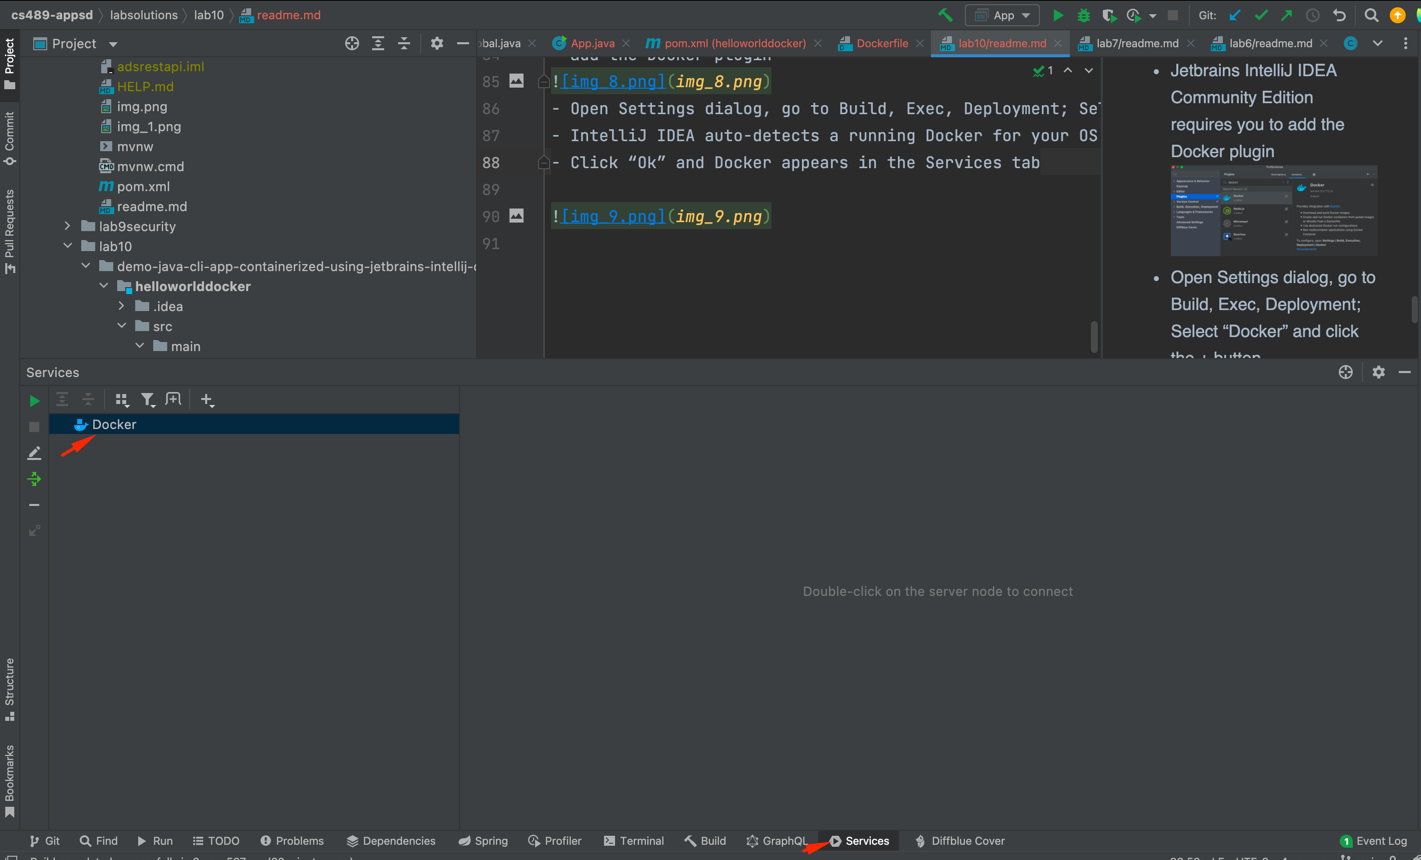 cs489-appsd 〉 labsolutions 〉 lab10 〉 readme.md
App
Git:
Project
Project
Commit
Pull Requests
Structure
Bookmarks
adsrestapi.iml
HELP.md
img.png
img_1.png
mvnw
mvnw.cmd
pom.xml
readme.md
lab9security
lab10
demo-java-cli-app-containerized-using-jetbrains-intellij-
helloworlddocker
.idea
src
main
bal.java
App.java
pom.xml (helloworlddocker)
Dockerfile
lab10/readme.md
lab7/readme.md
lab6/readme.md
add the Docker plugin
1
85 ![img_8.png](img_8.png)
86 - Open Settings dialog, go to Build, Exec, Deployment; Sel
87 - IntelliJ IDEA auto-detects a running Docker for your OS
88 - Click “Ok” and Docker appears in the Services tab
89
90 ![img_9.png](img_9.png)
91
• Jetbrains IntelliJ IDEA
Community Edition
requires you to add the
Docker plugin
• Open Settings dialog, go to
Build, Exec, Deployment;
Select “Docker” and click
the + button
Services
Docker
Double-click on the server node to connect
Git
Find
Run
TODO
Problems
Dependencies
Spring
Profiler
Terminal
Build
GraphQL
Services
Diffblue Cover
1 Event Log